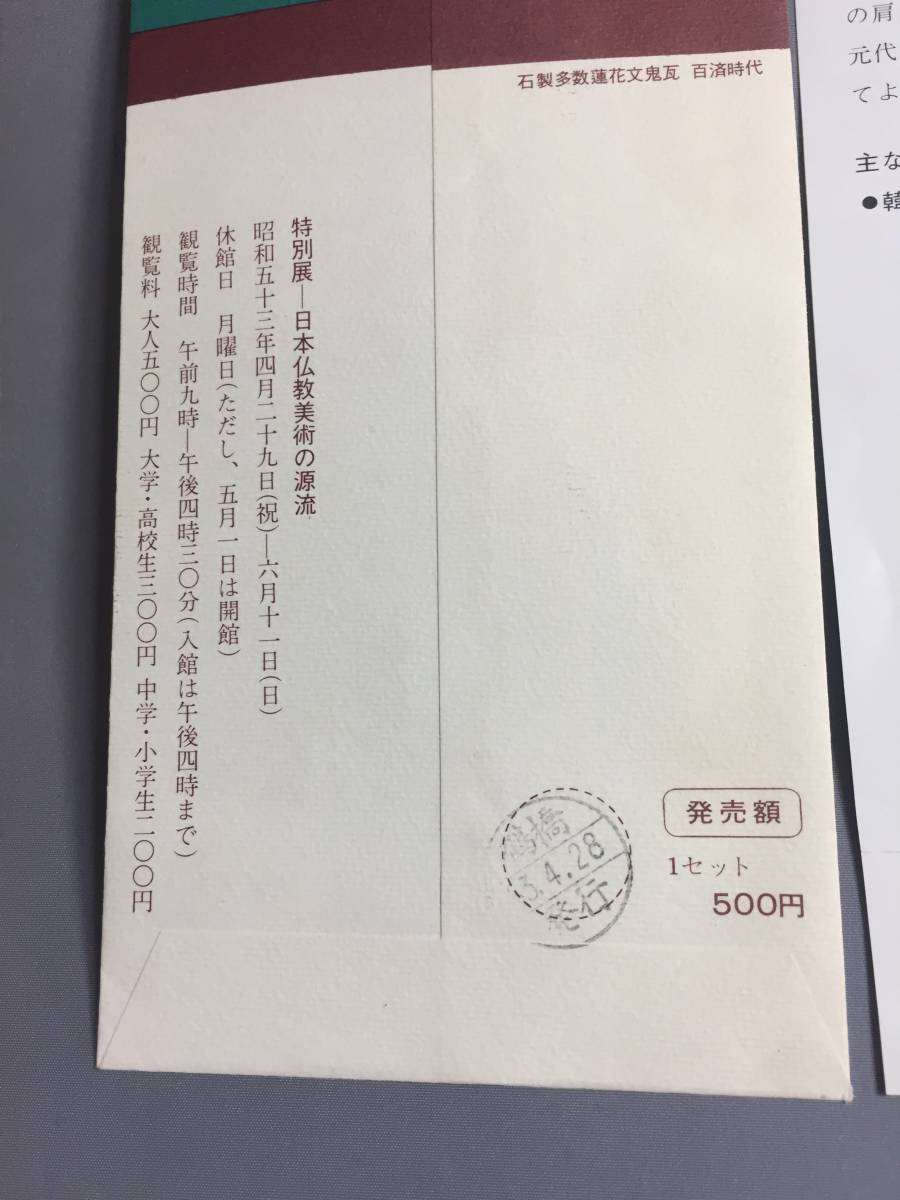 石製多数蓮花文鬼瓦 百済時代
特別展―日本仏教美術の源流
昭和五十三年四月二十九日(祝)―六月十一日(日)
休館日 月曜日(ただし、五月一日は開館)
観覧時間 午前九時―午後四時三〇分(入館は午後四時まで)
観覧料 大人五〇〇円 大学・高校生三〇〇円 中学・小学生二〇〇円
発売額
1セット
500円
鶴橋
3.4.28
発行
の肩
元代
てよ
主な
●韓